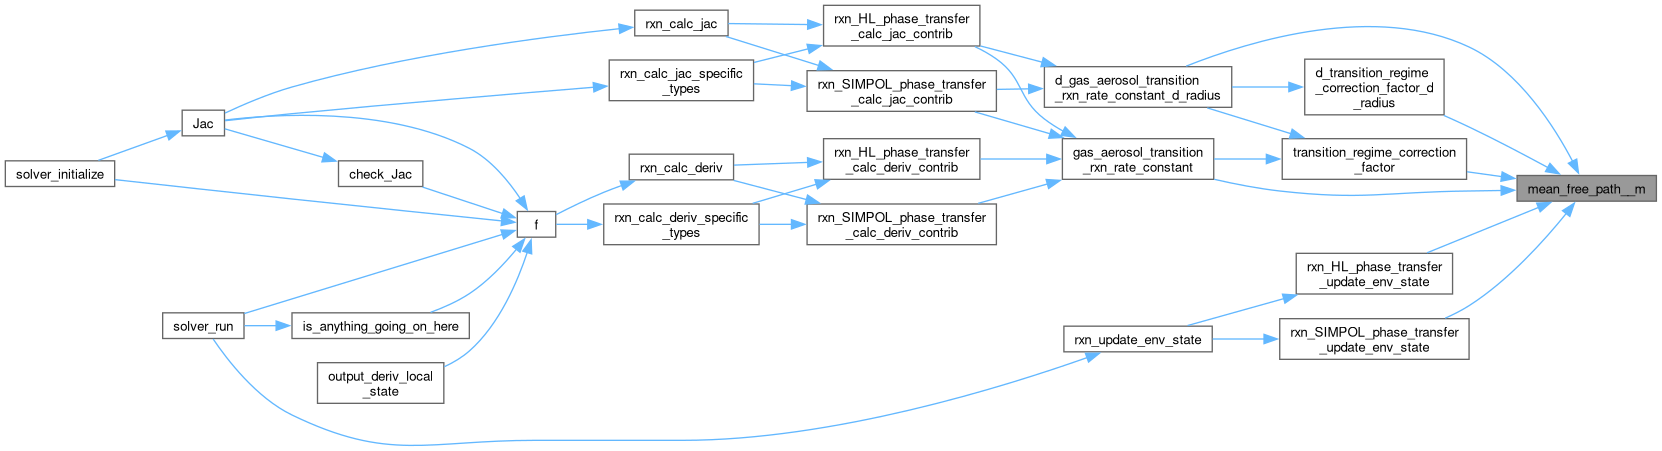 solver_initialize
Jac
check_Jac
solver_run
is_anything_going_on_here
output_deriv_local
_state
f
rxn_calc_jac
rxn_calc_jac_specific
_types
rxn_calc_deriv
rxn_calc_deriv_specific
_types
rxn_HL_phase_transfer
_calc_jac_contrib
rxn_SIMPOL_phase_transfer
_calc_jac_contrib
rxn_HL_phase_transfer
_calc_deriv_contrib
rxn_SIMPOL_phase_transfer
_calc_deriv_contrib
d_gas_aerosol_transition
_rxn_rate_constant_d_radius
gas_aerosol_transition
_rxn_rate_constant
rxn_update_env_state
d_transition_regime
_correction_factor_d
_radius
transition_regime_correction
_factor
rxn_HL_phase_transfer
_update_env_state
rxn_SIMPOL_phase_transfer
_update_env_state
mean_free_path__m